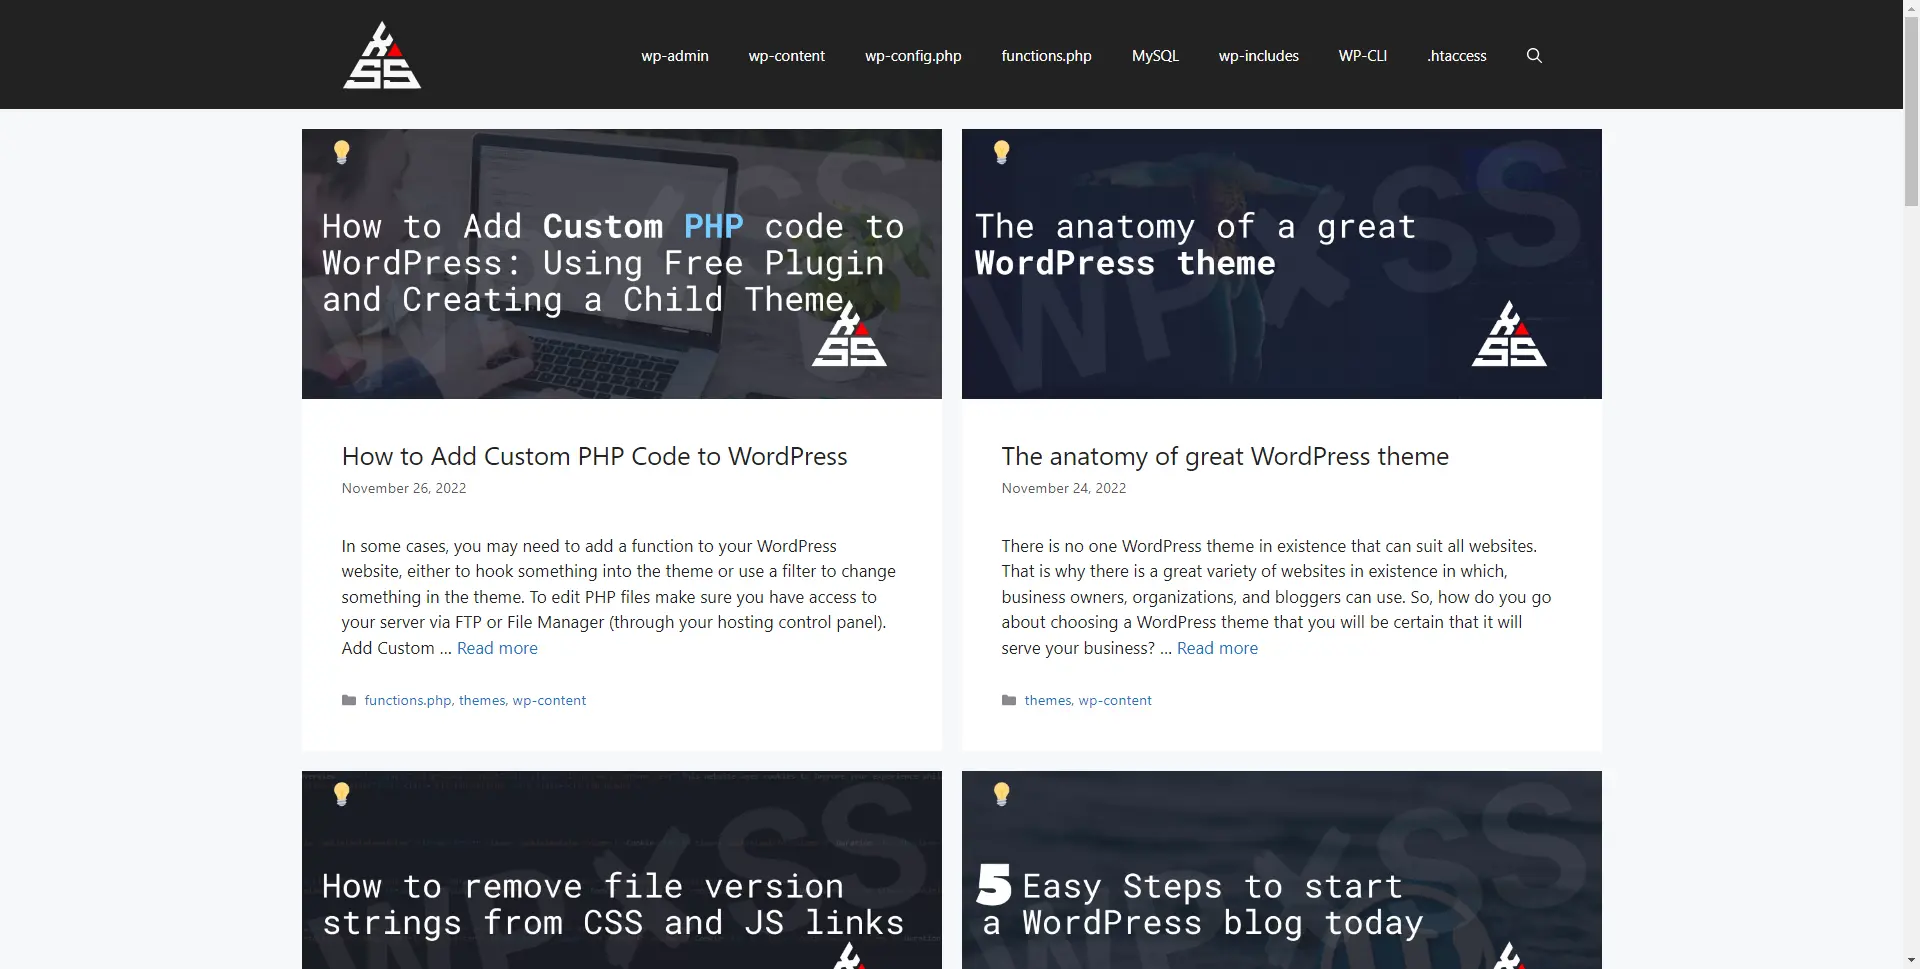 wp-admin
wp-content
wp-config.php
functions.php
MySQL
wp-includes
WP-CLI
.htaccess
How to Add Custom PHP code to
WordPress: Using Free Plugin
and Creating a Child Theme
SS
How to Add Custom PHP Code to WordPress
November 26, 2022
In some cases, you may need to add a function to your WordPress
website, either to hook something into the theme or use a filter to change
something in the theme. To edit PHP files make sure you have access to
your server via FTP or File Manager (through your hosting control panel).
Add Custom ... Read more
functions.php, themes, wp-content
The anatomy of a great
WordPress theme
WPXSS
SS
The anatomy of great WordPress theme
November 24, 2022
There is no one WordPress theme in existence that can suit all websites.
That is why there is a great variety of websites in existence in which,
business owners, organizations, and bloggers can use. So, how do you go
about choosing a WordPress theme that you will be certain that it will
serve your business? ... Read more
themes, wp-content
How to remove file version
strings from CSS and JS links
5 Easy Steps to start
a WordPress blog today